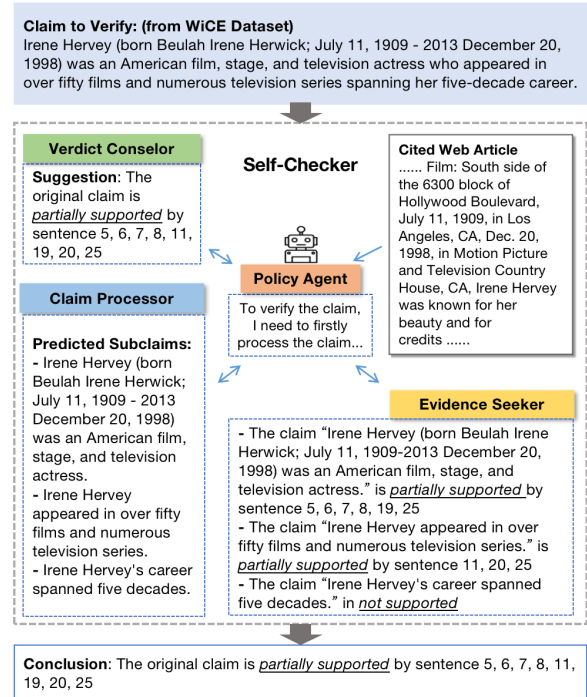 Claim to Verify: (from WiCE Dataset)
Irene Hervey (born Beulah Irene Herwick; July 11, 1909 - 2013 December 20,
1998) was an American film, stage, and television actress who appeared in
over fifty films and numerous television series spanning her five-decade career.
Verdict Conselor
Suggestion: The
original claim is
partially supported by
sentence 5, 6, 7, 8, 11,
19, 20, 25
Self-Checker
Cited Web Article
...... Film: South side of
the 6300 block of
Hollywood Boulevard,
July 11, 1909, in Los
Angeles, CA, Dec. 20,
1998, in Motion Picture
and Television Country
House, CA, Irene Hervey
was known for her
beauty and for
credits ......
Policy Agent
To verify the claim,
I need to firstly
process the claim...
Claim Processor
Predicted Subclaims:
- Irene Hervey (born
Beulah Irene Herwick;
July 11, 1909 - 2013
December 20, 1998)
was an American film,
stage, and television
actress.
- Irene Hervey
appeared in over fifty
films and numerous
television series.
- Irene Hervey's career
spanned five decades.
Evidence Seeker
- The claim “Irene Hervey (born Beulah Irene
Herwick; July 11, 1909-2013 December 20,
1998) was an American film, stage, and
television actress.” is partially supported by
sentence 5, 6, 7, 8, 19, 25
- The claim “Irene Hervey appeared in over
fifty films and numerous television series.” is
partially supported by sentence 11, 20, 25
- The claim “Irene Hervey's career spanned
five decades.” in not supported
Conclusion: The original claim is partially supported by sentence 5, 6, 7, 8, 11,
19, 20, 25